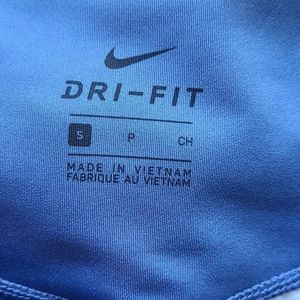 DRI-FIT
S P CH
MADE IN VIETNAM
FABRIQUE AU VIETNAM